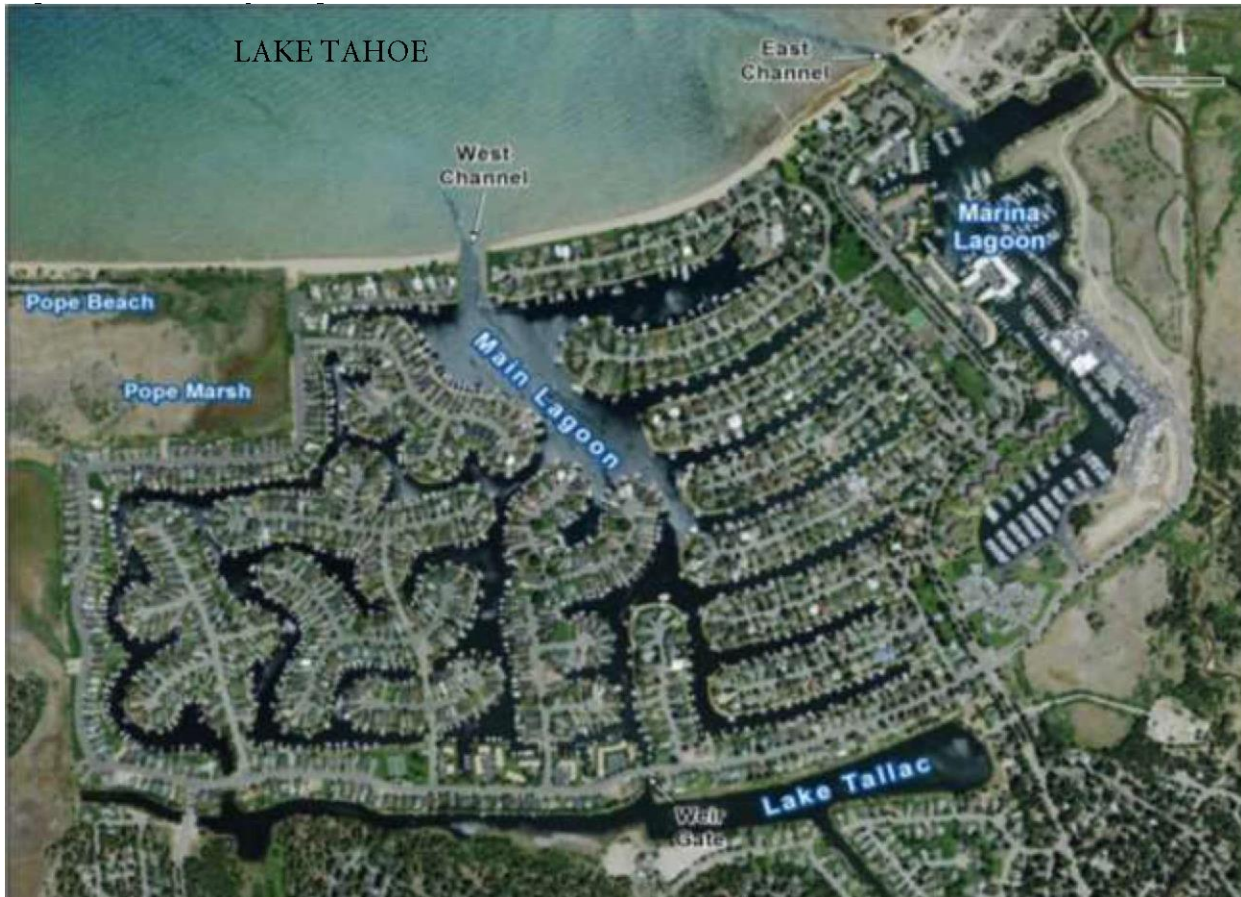 LAKE TAHOE
East
Channel
West
Channel
Marina
Lagoon
Pope Beach
Main Lagoon
Pope Marsh
Lake Tallac
Weir
Gate